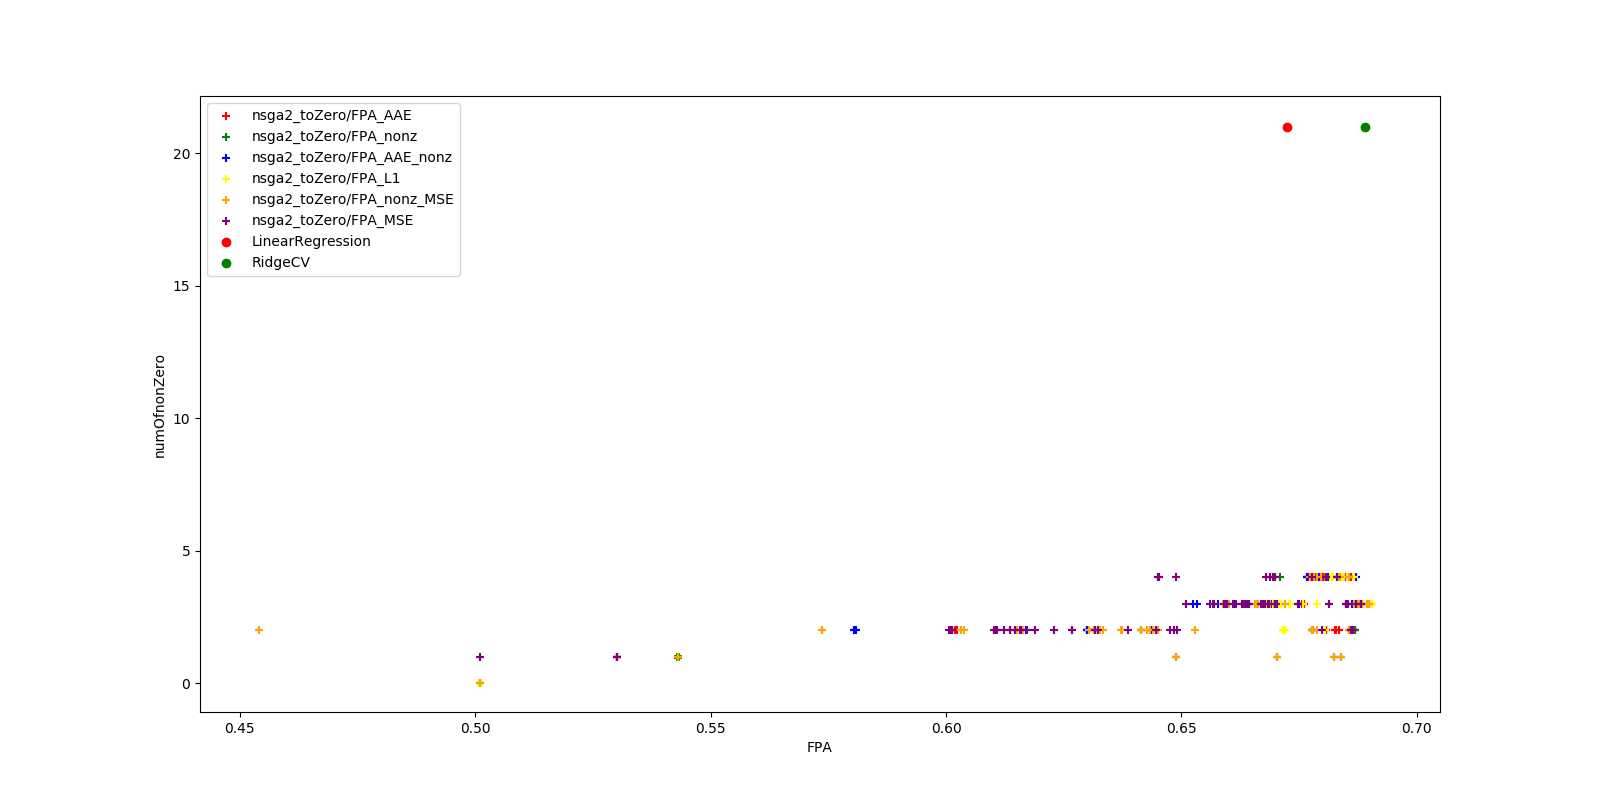 nsga2_toZero/FPA_AAE
nsga2_toZero/FPA_nonz
nsga2_toZero/FPA_AAE_nonz
nsga2_toZero/FPA_L1
nsga2_toZero/FPA_nonz_MSE
nsga2_toZero/FPA_MSE
LinearRegression
RidgeCV
20
15
10
5
0
numOfnonZero
0.45 0.50 0.55 0.60 0.65 0.70
FPA